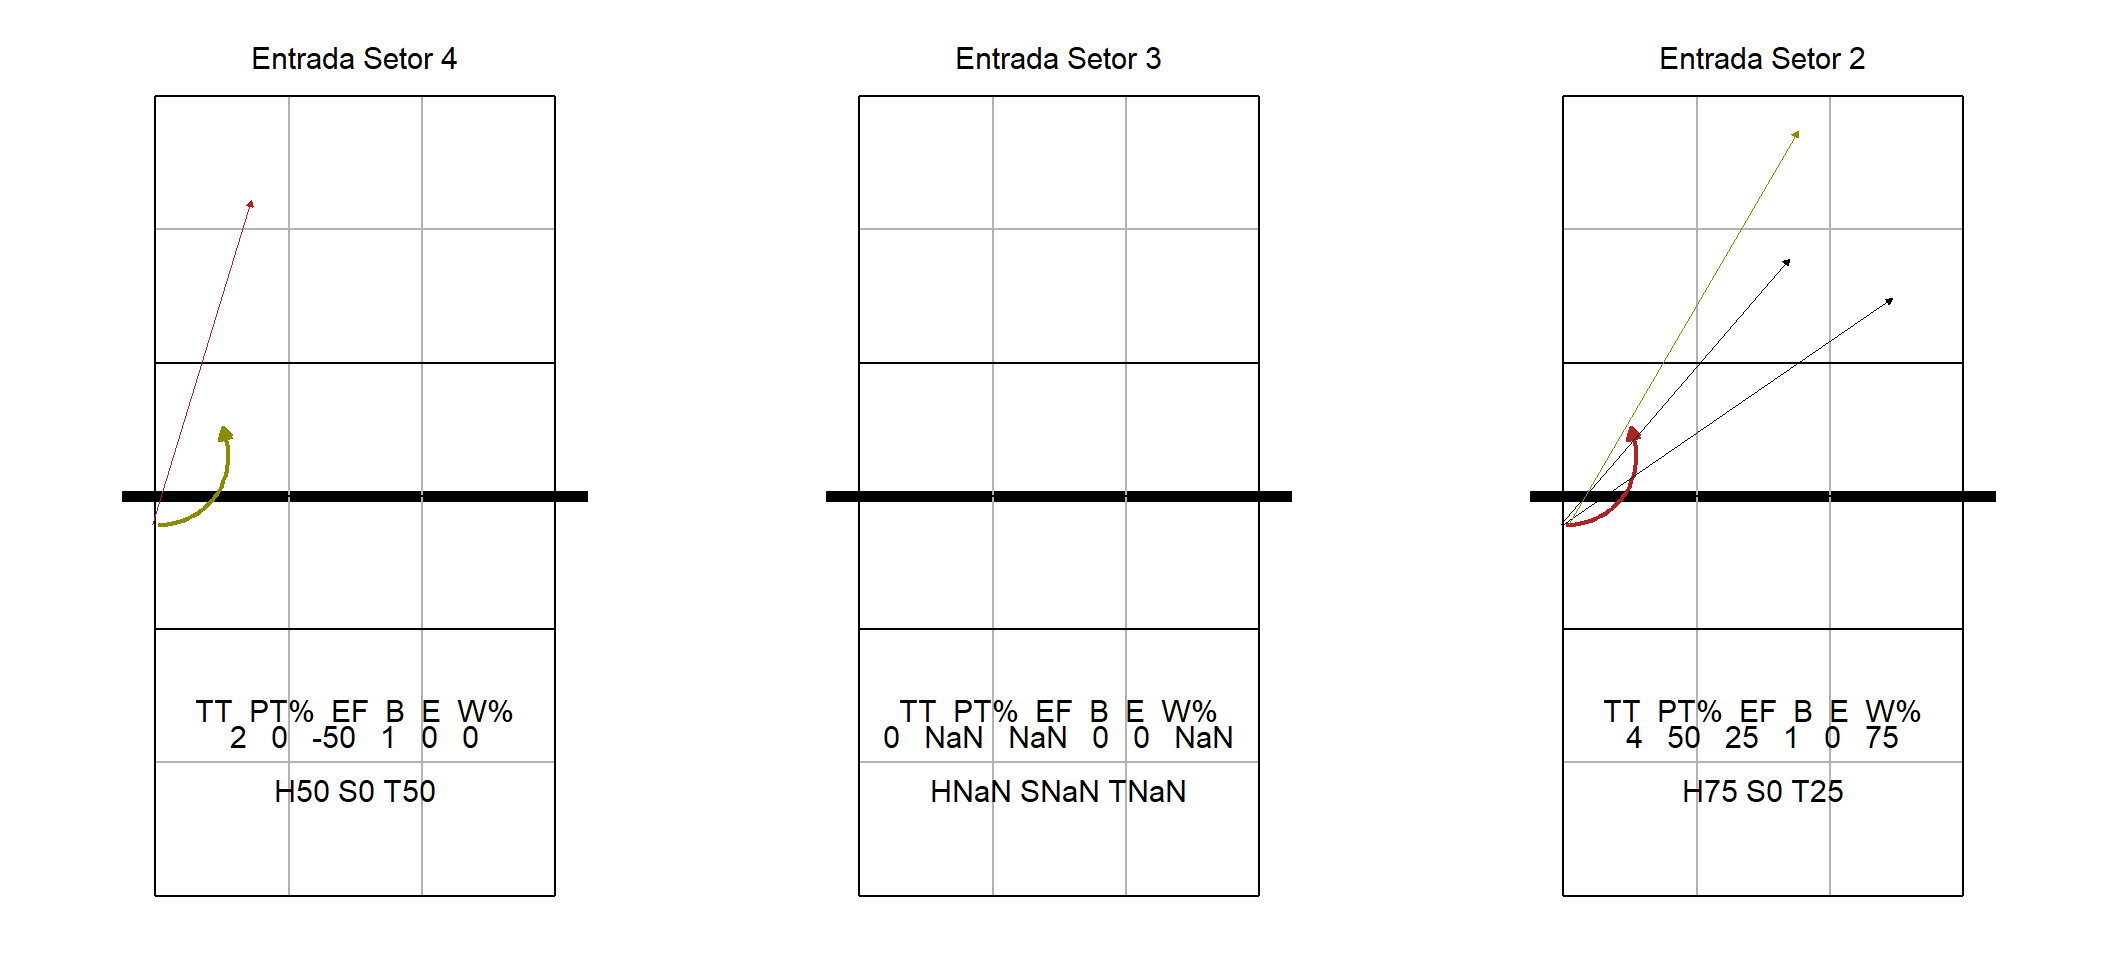 Entrada Setor 4
TT PT% EF B E W%
2 0 -50 1 0 0
H50 S0 T50
Entrada Setor 3
TT PT% EF B E W%
0 NaN NaN 0 0 NaN
HNaN SNaN TNaN
Entrada Setor 2
TT PT% EF B E W%
4 50 25 1 0 75
H75 S0 T25